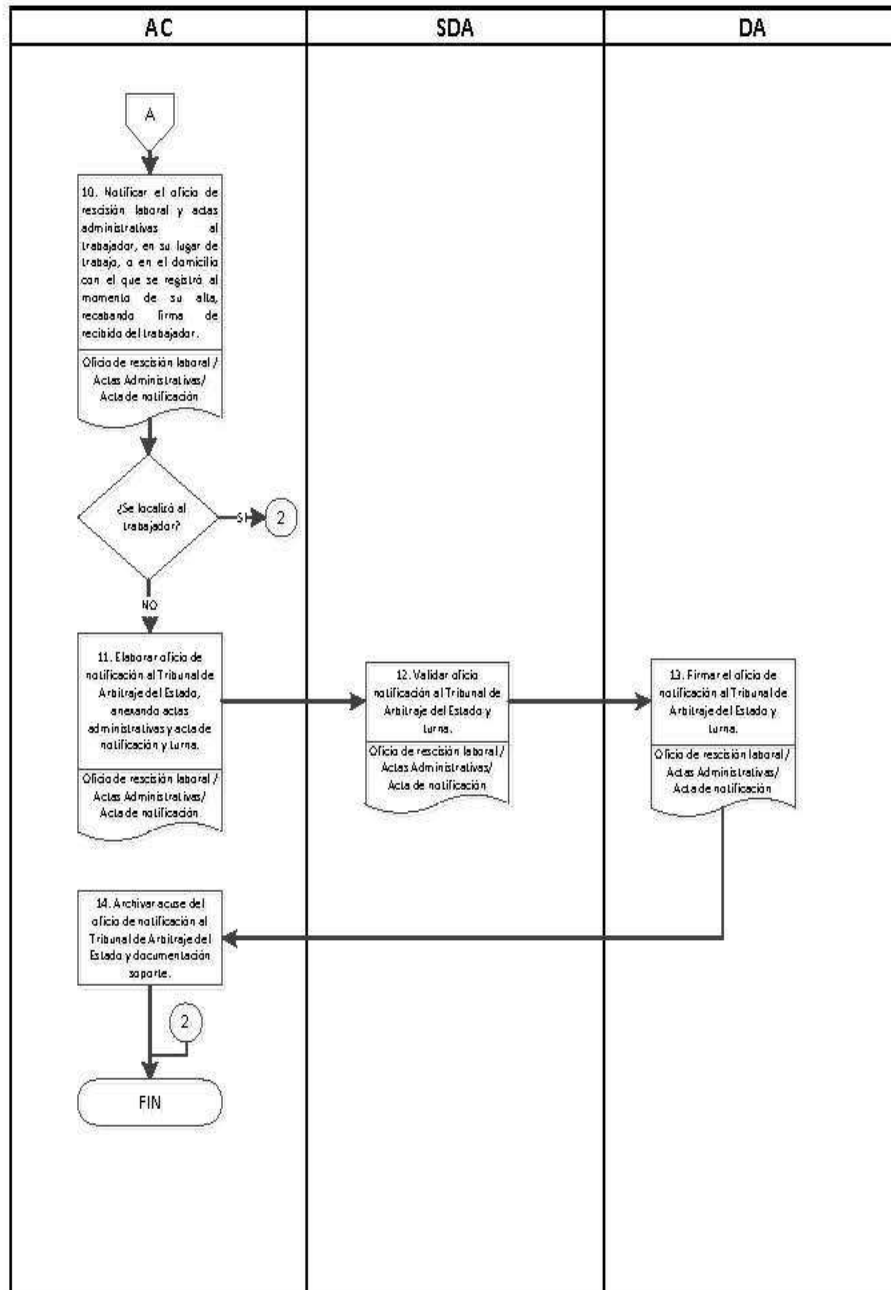 AC
SDA
DA
A
10. Notificar el oficio de
rescisión laboral y actas
administrativas al
trabajador, en su lugar de
trabajo, o en el domicilio
con el que se registró al
momento de su alta,
recabando firma de
recibido del trabajador.
Oficio de rescisión laboral /
Actas Administrativas/
Acta de notificación
¿Se localizó al
trabajador?
SI
2
NO
11. Elaborar oficio de
notificación al Tribunal de
Arbitraje del Estado,
anexando actas
administrativas y acta de
notificación y turna.
Oficio de rescisión laboral /
Actas Administrativas/
Acta de notificación
12. Validar oficio
notificación al Tribunal de
Arbitraje del Estado y
turna.
Oficio de rescisión laboral /
Actas Administrativas/
Acta de notificación
13. Firmar el oficio de
notificación al Tribunal de
Arbitraje del Estado y
turna.
Oficio de rescisión laboral /
Actas Administrativas/
Acta de notificación
14. Archivar acuse del
oficio de notificación al
Tribunal de Arbitraje del
Estado y documentación
soporte.
2
FIN